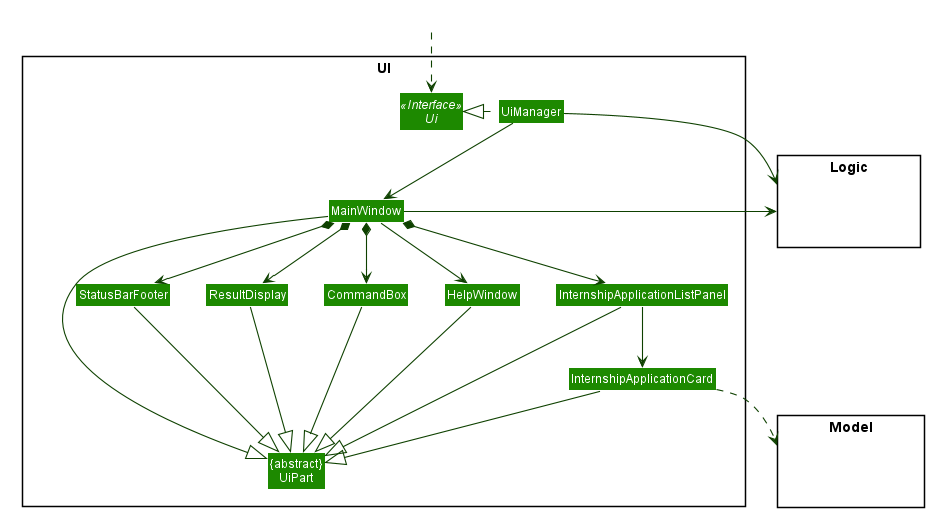 UI
«Interface»
Ui
UiManager
Logic
MainWindow
StatusBarFooter
ResultDisplay
CommandBox
HelpWindow
InternshipApplicationListPanel
InternshipApplicationCard
Model
{abstract}
UiPart